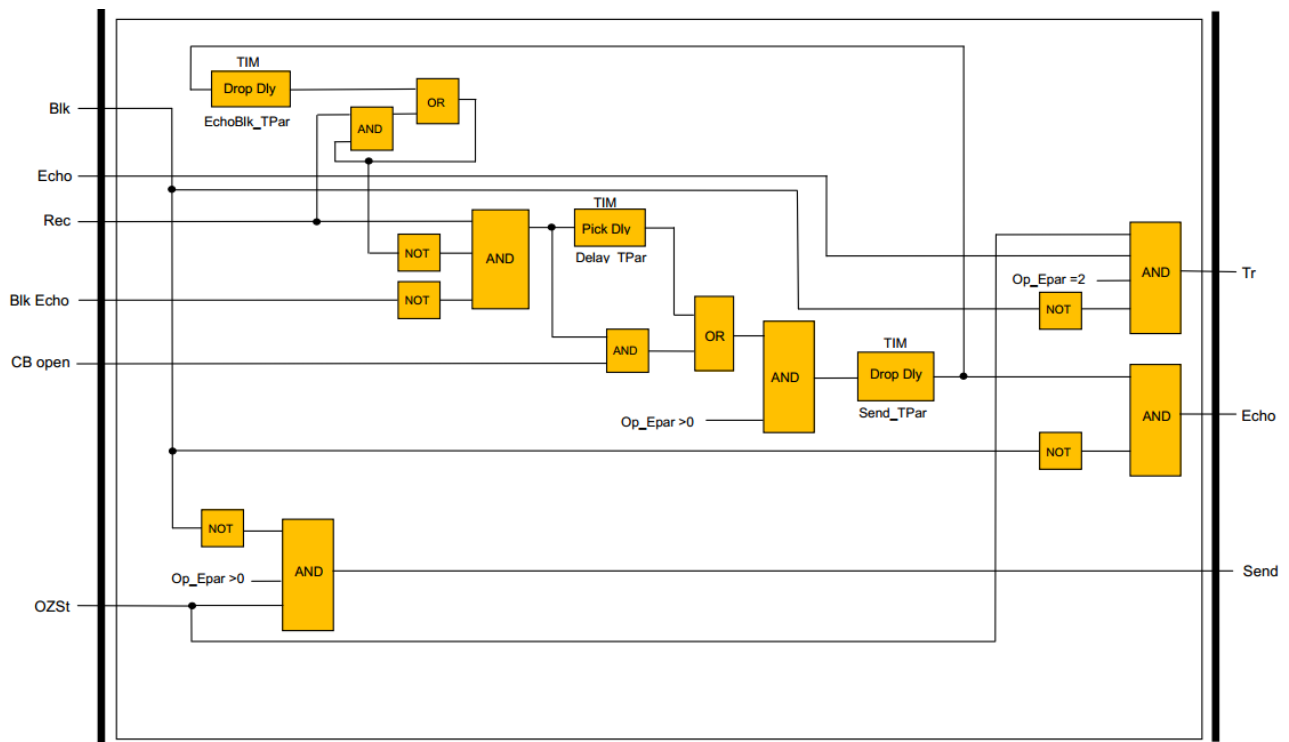 TIM
Drop Dly
EchoBlk_TPar
OR
AND
Blk
Echo
Rec
TIM
Pick Dly
Delay_TPar
NOT
AND
Blk Echo
NOT
AND
Op_Epar =2
NOT
Tr
OR
AND
CB open
TIM
Drop Dly
Send_TPar
AND
Op_Epar >0
AND
Echo
NOT
NOT
AND
Op_Epar >0
Send
OZSt